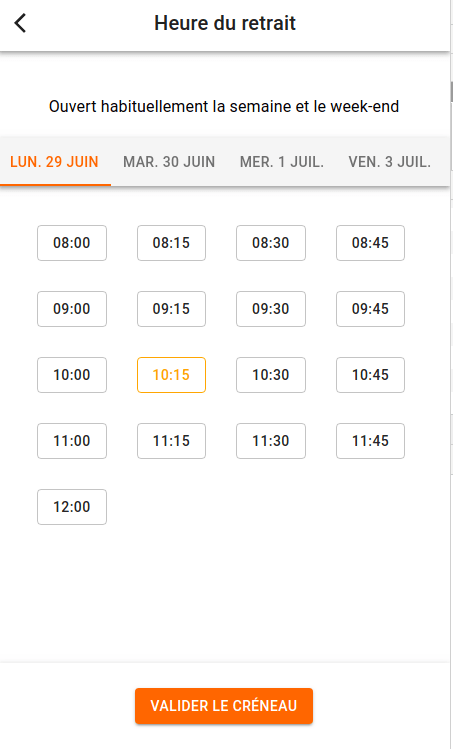 Heure du retrait
Ouvert habituellement la semaine et le week-end
LUN. 29 JUIN MAR. 30 JUIN MER. 1 JUIL. VEN. 3 JUIL.
08:00 08:15 08:30 08:45
09:00 09:15 09:30 09:45
10:00 10:15 10:30 10:45
11:00 11:15 11:30 11:45
12:00
VALIDER LE CRÉNEAU